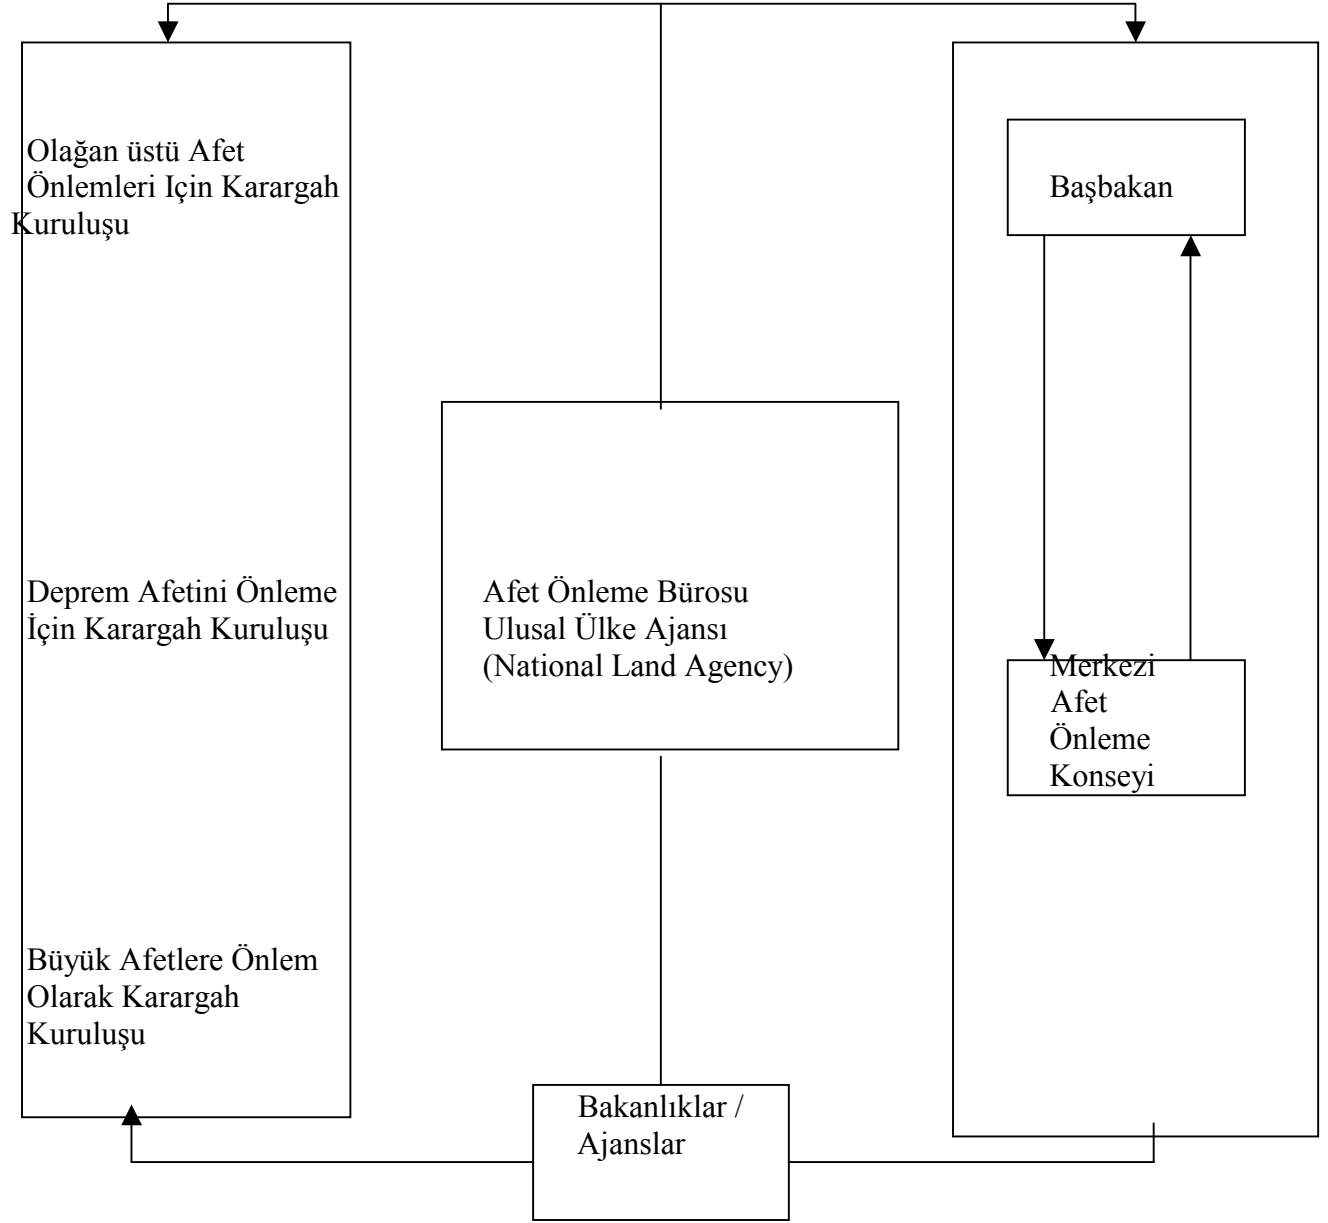 Olağan üstü Afet
Önlemleri Için Karargah
Kuruluşu
Deprem Afetini Önleme
İçin Karargah Kuruluşu
Büyük Afetlere Önlem
Olarak Karargah
Kuruluşu
Afet Önleme Bürosu
Ulusal Ülke Ajansı
(National Land Agency)
Bakanlıklar /
Ajanslar
Başbakan
Merkezi
Afet
Önleme
Konseyi